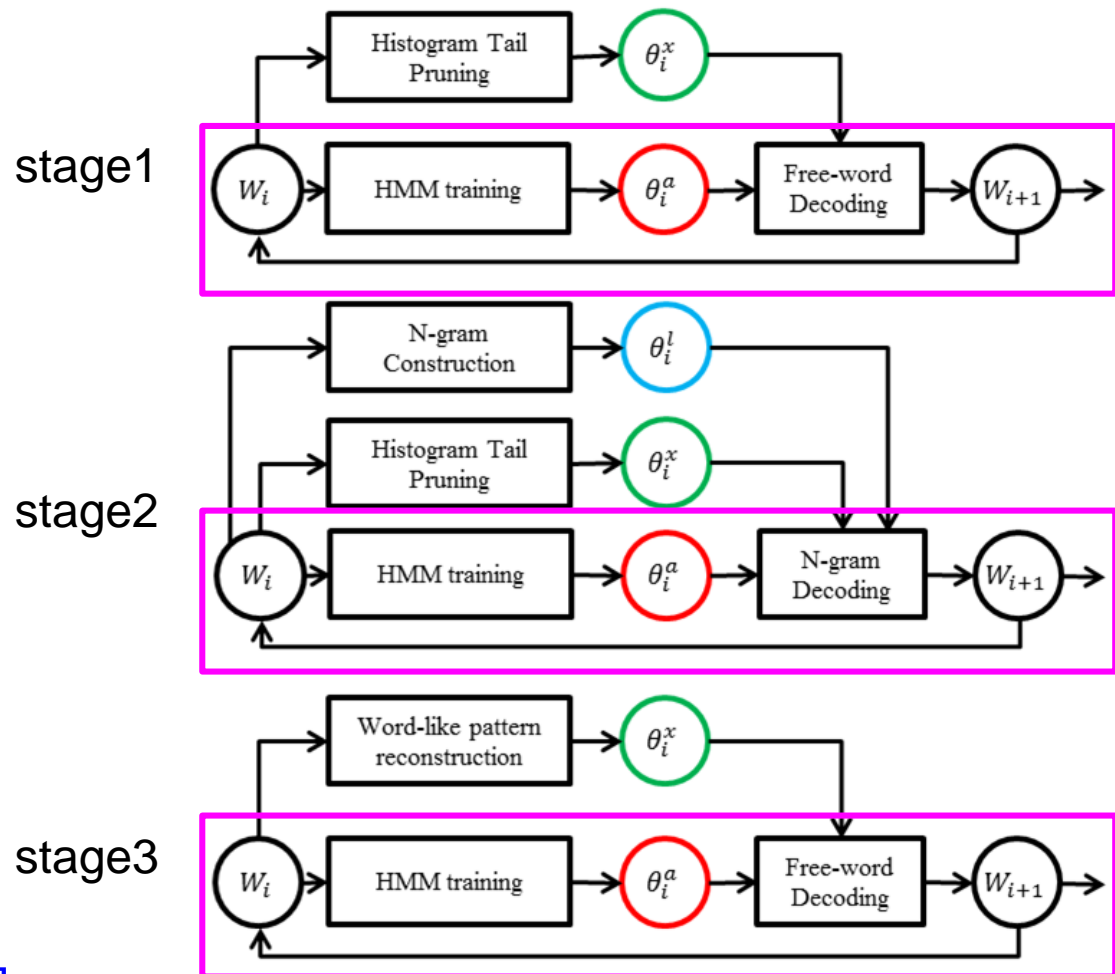 Histogram Tail
Pruning
θ_i^x
stage1
W_i
HMM training
θ_i^a
Free-word
Decoding
W_{i+1}
N-gram
Construction
θ_i^l
Histogram Tail
Pruning
θ_i^x
stage2
W_i
HMM training
θ_i^a
N-gram
Decoding
W_{i+1}
Word-like pattern
reconstruction
θ_i^x
stage3
W_i
HMM training
θ_i^a
Free-word
Decoding
W_{i+1}